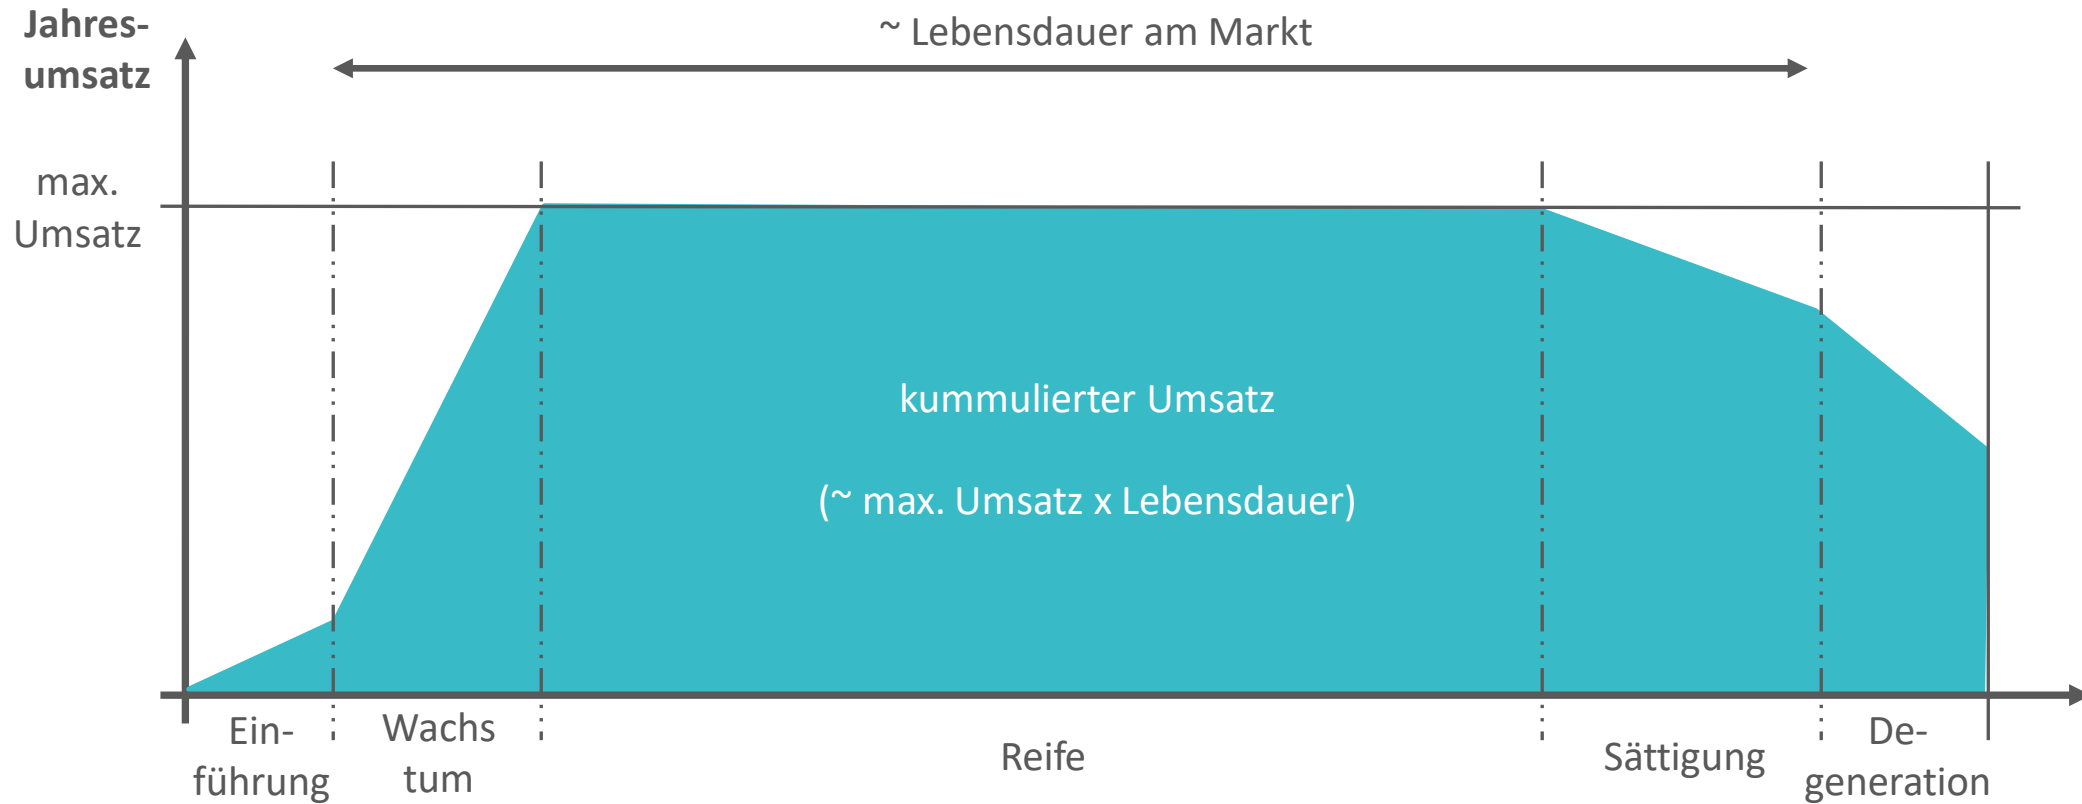 Jahres-
umsatz
~ Lebensdauer am Markt
max.
Umsatz
kummulierter Umsatz
(~ max. Umsatz x Lebensdauer)
Ein-
führung
Wachs
tum
Reife
Sättigung
De-
generation